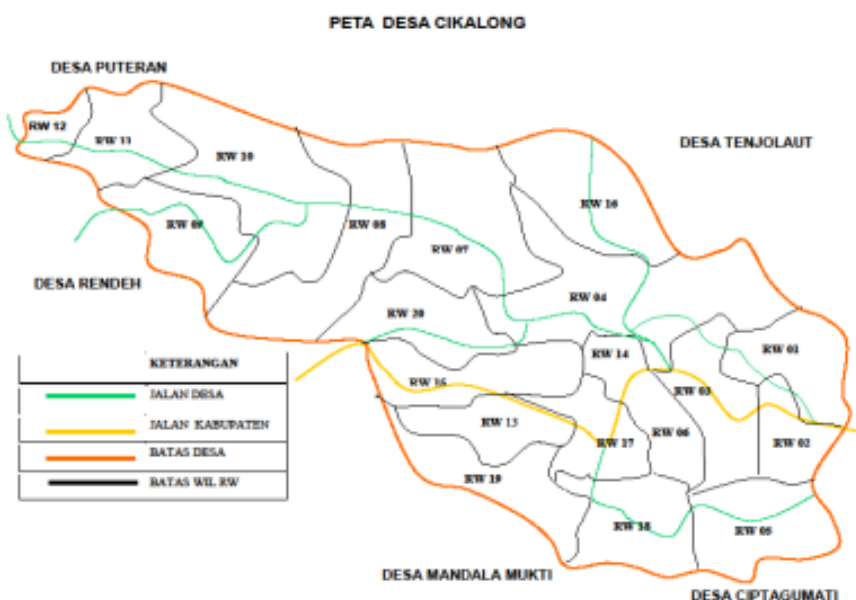 PETA DESA CIKALONG
DESA PUTERAN
DESA TENJOLAUT
RW 12
RW 11
RW 10
RW 16
RW 09
RW 08
RW 07
DESA RENDEH
RW 04
RW 20
RW 14
RW 01
RW 15
RW 03
RW 13
RW 17
RW 06
RW 02
RW 19
RW 18
RW 05
KETERANGAN
JALAN DESA
JALAN KABUPATEN
BATAS DESA
BATAS WIL RW
DESA MANDALA MUKTI
DESA CIPTAGUMATI